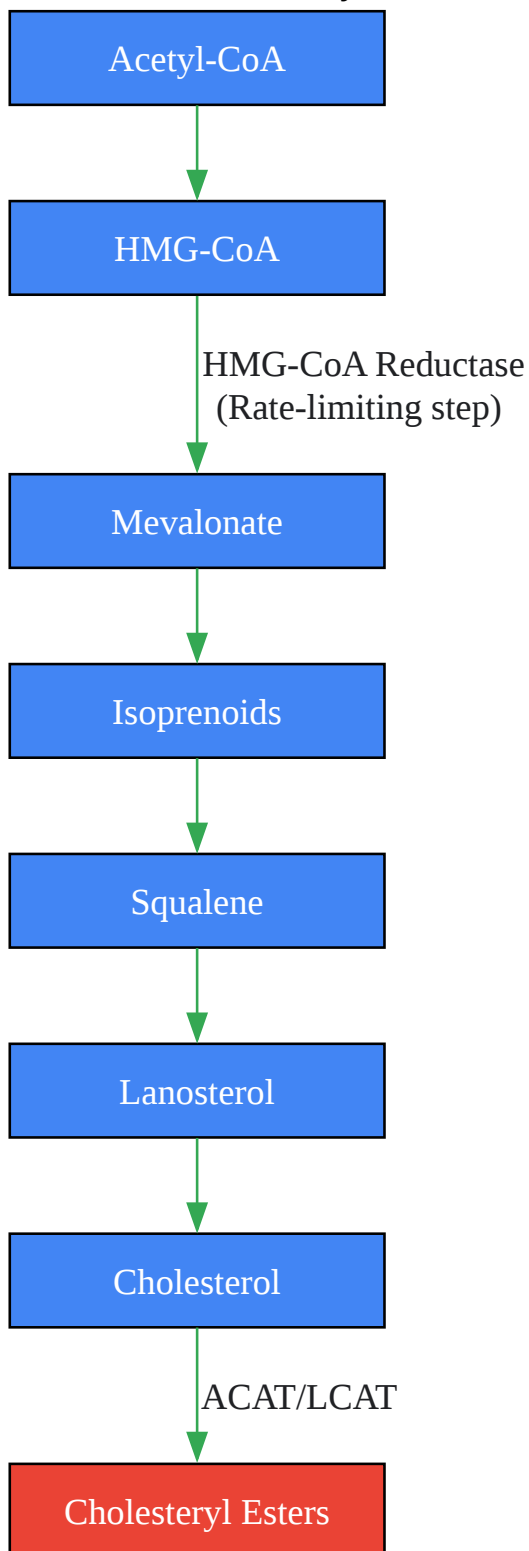 Acetyl-CoA
HMG-CoA
HMG-CoA Reductase
(Rate-limiting step)
Mevalonate
Isoprenoids
Squalene
Lanosterol
Cholesterol
ACAT/LCAT
Cholesteryl Esters